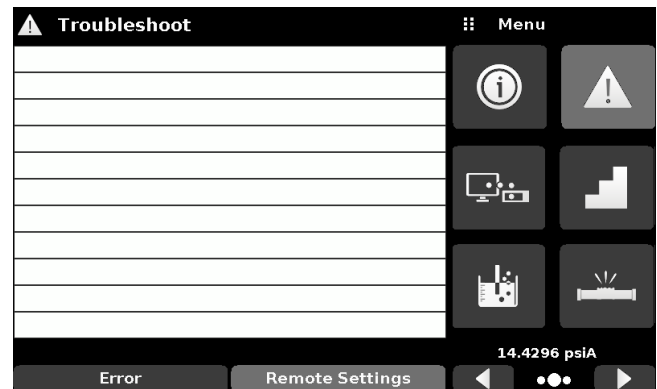 Troubleshoot
Menu
14.4296 psiA
Error
Remote Settings